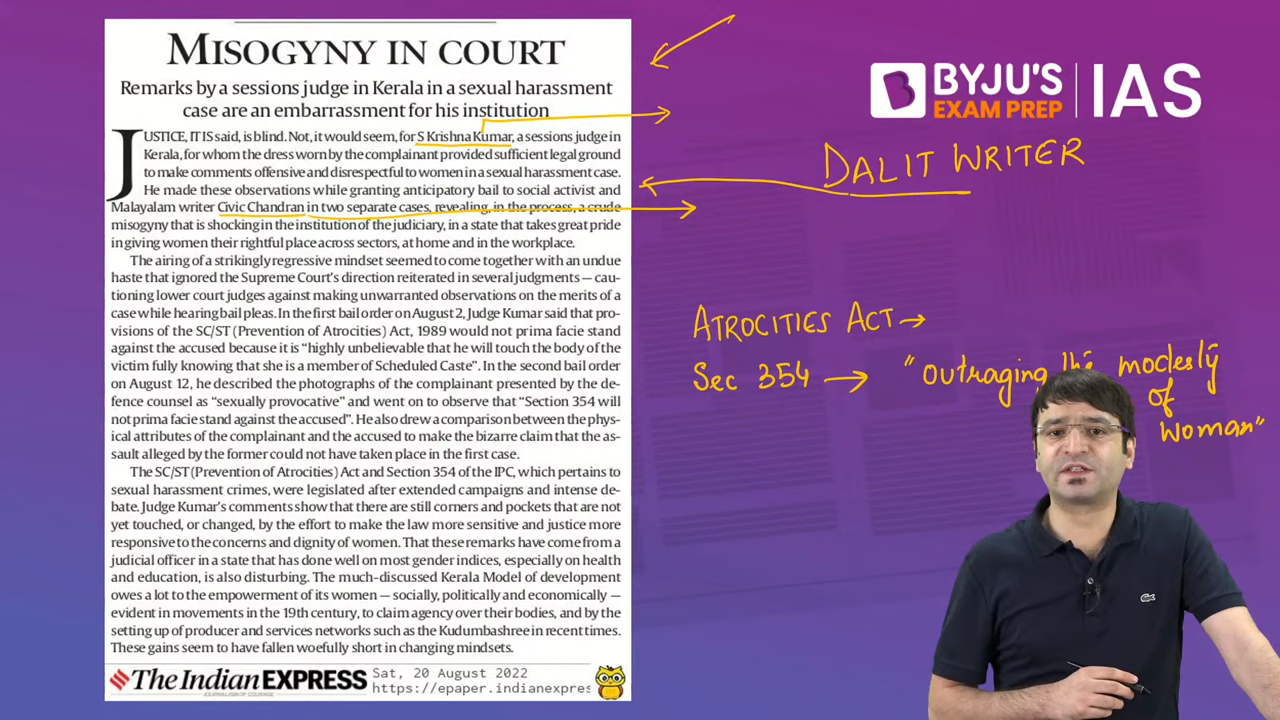 MISOGYNY IN COURT
Remarks by a sessions judge in Kerala in a sexual harassment
case are an embarrassment for his institution
JUSTICE, IT IS said, is blind. Not, it would seem, for S Krishna Kumar, a sessions judge in
Kerala, for whom the dress worn by the complainant provided sufficient legal ground
to make comments offensive and disrespectful to women in a sexual harassment case.
He made these observations while granting anticipatory bail to social activist and
Malayalam writer Civic Chandran in two separate cases, revealing, in the process, a crude
misogyny that is shocking in the institution of the judiciary, in a state that takes great pride
in giving women their rightful place across sectors, at home and in the workplace.
The airing of a strikingly regressive mindset seemed to come together with an undue
haste that ignored the Supreme Court's direction reiterated in several judgments — cau-
tioning lower court judges against making unwarranted observations on the merits of a
case while hearing bail pleas. In the first bail order on August 2, Judge Kumar said that pro-
visions of the SC/ST (Prevention of Atrocities) Act, 1989 would not prima facie stand
against the accused because it is “highly unbelievable that he will touch the body of the
victim fully knowing that she is a member of Scheduled Caste”. In the second bail order
on August 12, he described the photographs of the complainant presented by the de-
fence counsel as “sexually provocative” and went on to observe that “Section 354 will
not prima facie stand against the accused”. He also drew a comparison between the phys-
ical attributes of the complainant and the accused to make the bizarre claim that the as-
sault alleged by the former could not have taken place in the first case.
The SC/ST (Prevention of Atrocities) Act and Section 354 of the IPC, which pertains to
sexual harassment crimes, were legislated after extended campaigns and intense de-
bate. Judge Kumar's comments show that there are still corners and pockets that are not
yet touched, or changed, by the effort to make the law more sensitive and justice more
responsive to the concerns and dignity of women. That these remarks have come from a
judicial officer in a state that has done well on most gender indices, especially on health
and education, is also disturbing. The much-discussed Kerala Model of development
owes a lot to the empowerment of its women — socially, politically and economically —
evident in movements in the 19th century, to claim agency over their bodies, and by the
setting up of producer and services networks such as the Kudumbashree in recent times.
These gains seem to have fallen woefully short in changing mindsets.
The Indian EXPRESS
JOURNALISM OF COURAGE
Sat, 20 August 2022
https://epaper.indianexpres
BYJU'S
EXAM PREP
IAS
DALIT WRITER
ATROCITIES ACT →
Sec 354 → "Outraging the modesty
of
woman"